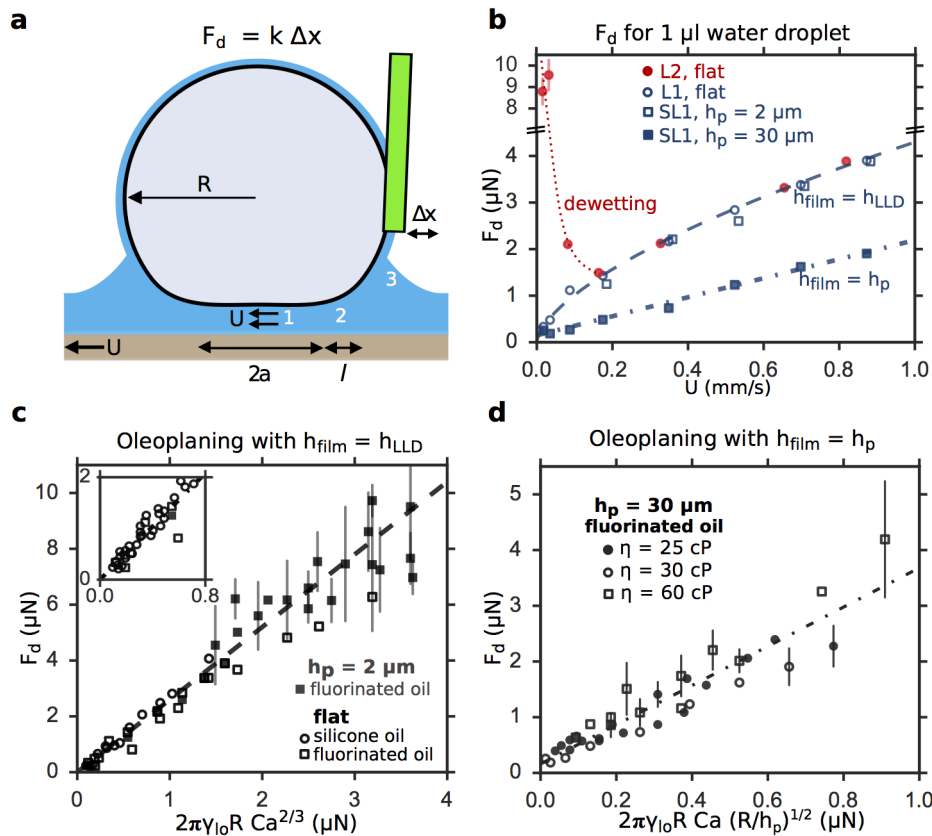 a
F_d = k Δx
R
Δx
3
U
1
2
U
2a
l
b
F_d for 1 µl water droplet
10
9
8
4
3
2
1
0
F_d (µN)
L2, flat
L1, flat
SL1, h_p = 2 µm
SL1, h_p = 30 µm
dewetting
h_film = h_LLD
h_film = h_p
0.0 0.2 0.4 0.6 0.8 1.0
U (mm/s)
c
Oleoplaning with h_film = h_LLD
10
8
6
4
2
0
F_d (µN)
2
0
0.0 0.8
h_p = 2 µm
fluorinated oil
flat
silicone oil
fluorinated oil
0 1 2 3 4
2πγ_lo R Ca^2/3 (µN)
d
Oleoplaning with h_film = h_p
5
4
3
2
1
0
F_d (µN)
h_p = 30 µm
fluorinated oil
η = 25 cP
η = 30 cP
η = 60 cP
0.0 0.2 0.4 0.6 0.8 1.0
2πγ_lo R Ca (R/h_p)^1/2 (µN)